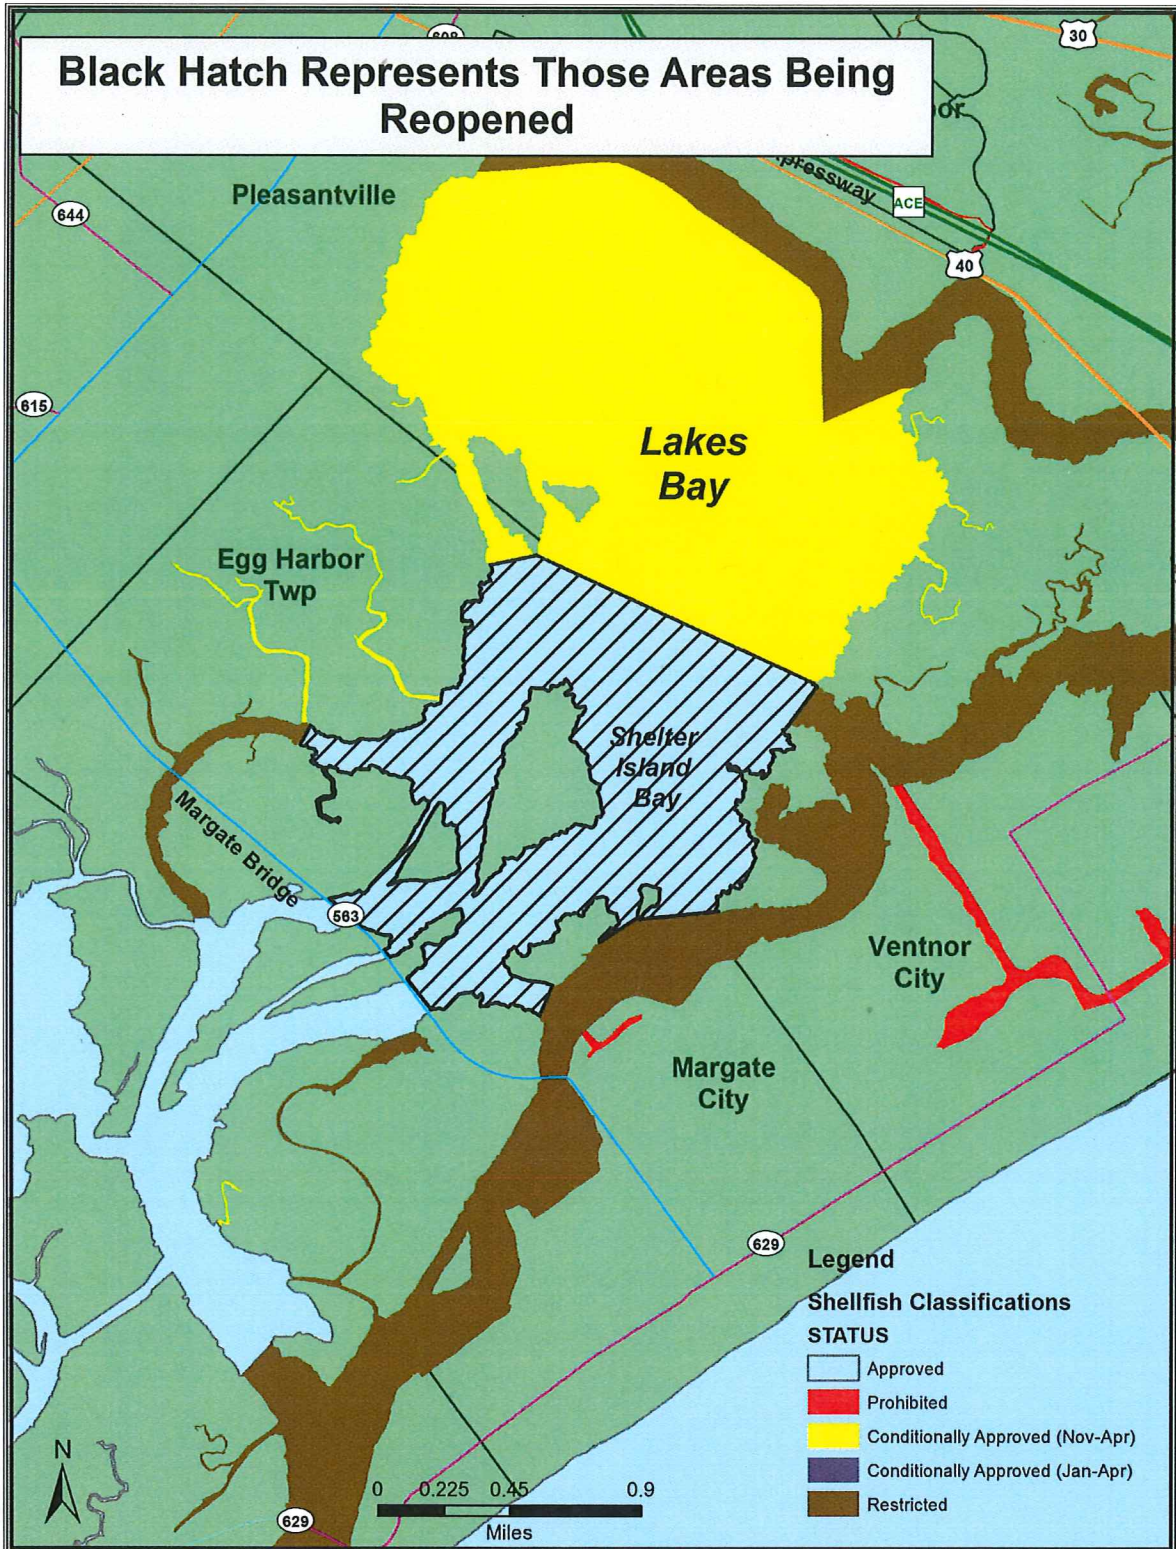 Black Hatch Represents Those Areas Being
Reopened
30
Pleasantville
pressway
ACE
644
40
615
Lakes
Bay
Egg Harbor
Twp
Shelter
Island
Bay
Margate Bridge
563
Ventnor
City
Margate
City
629
Legend
Shellfish Classifications
STATUS
Approved
Prohibited
Conditionally Approved (Nov-Apr)
Conditionally Approved (Jan-Apr)
Restricted
N
0 0.225 0.45 0.9
Miles
629